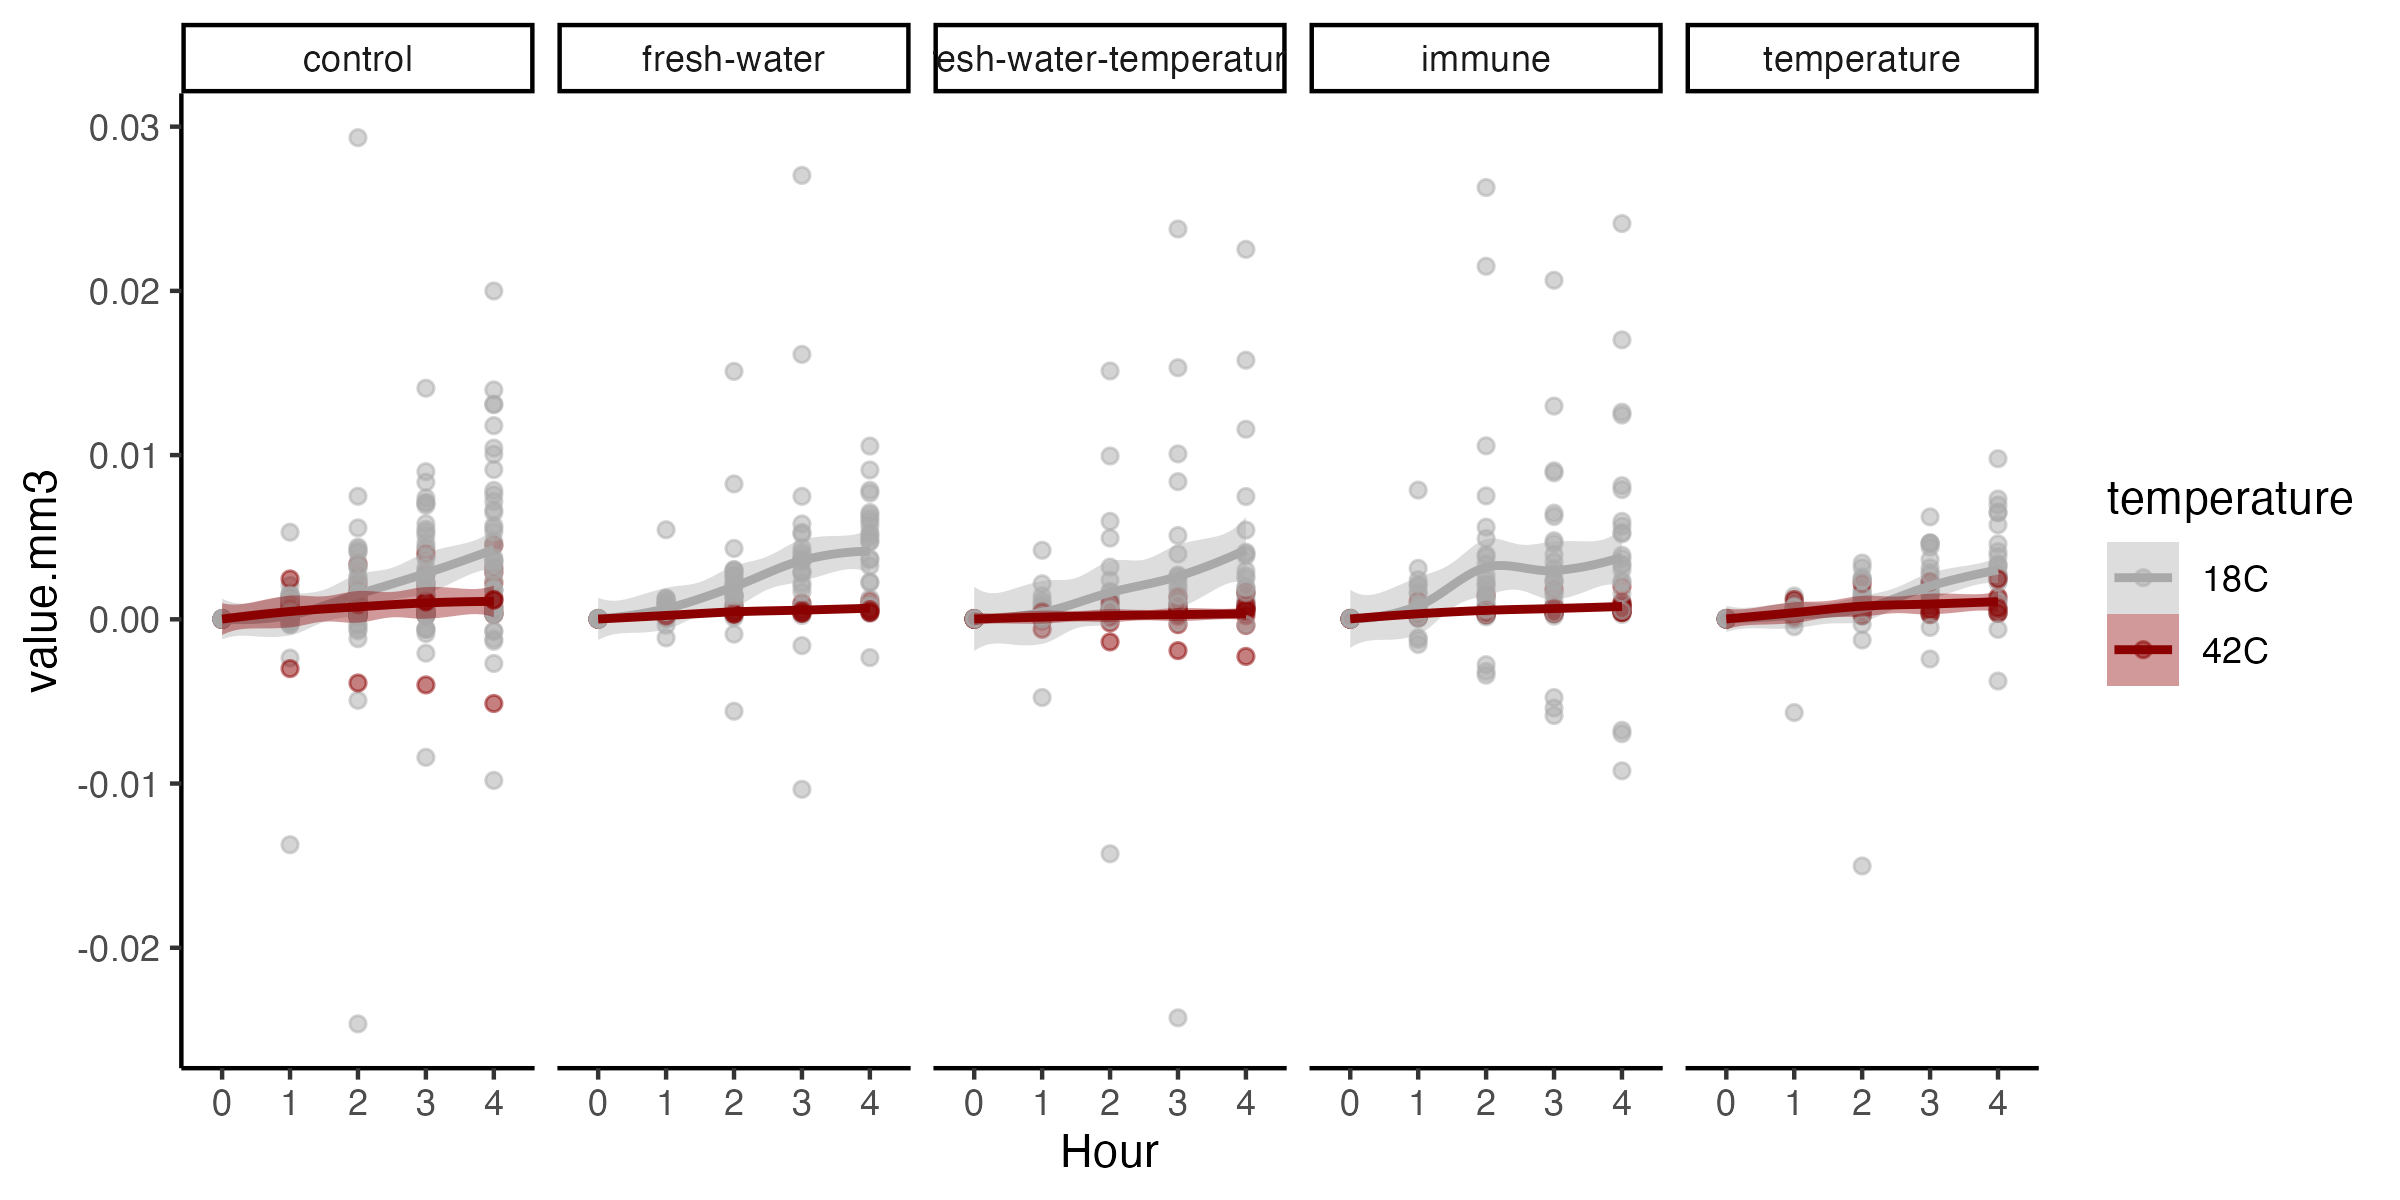 control fresh-water esh-water-temperatur immune temperature
0.03
0.02
0.01
0.00
-0.01
-0.02
value.mm3
0 1 2 3 4 0 1 2 3 4 0 1 2 3 4 0 1 2 3 4 0 1 2 3 4
Hour
temperature
18C
42C